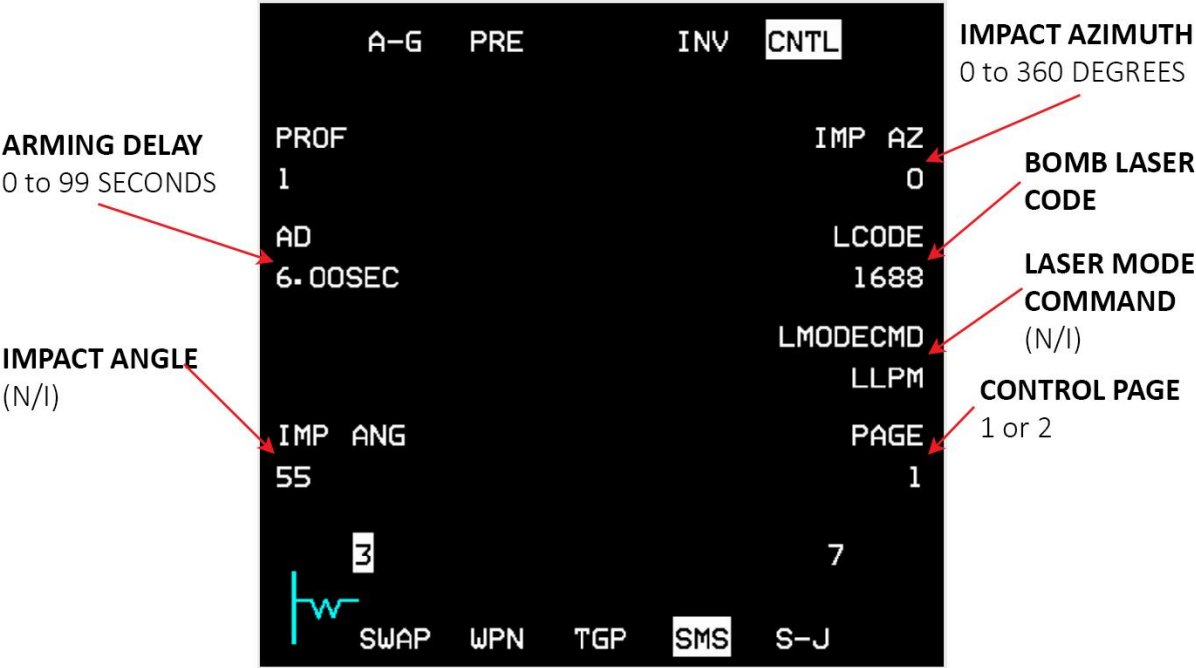 A-G PRE INV CNTL
IMPACT AZIMUTH
0 to 360 DEGREES
ARMING DELAY
0 to 99 SECONDS
PROF
1
IMP AZ
0
BOMB LASER
CODE
AD
6.00SEC
LCODE
1688
LASER MODE
COMMAND
(N/I)
LMODECMD
LLPM
IMPACT ANGLE
(N/I)
CONTROL PAGE
1 or 2
IMP ANG
55
PAGE
1
3 7
SWAP WPN TGP SMS S-J